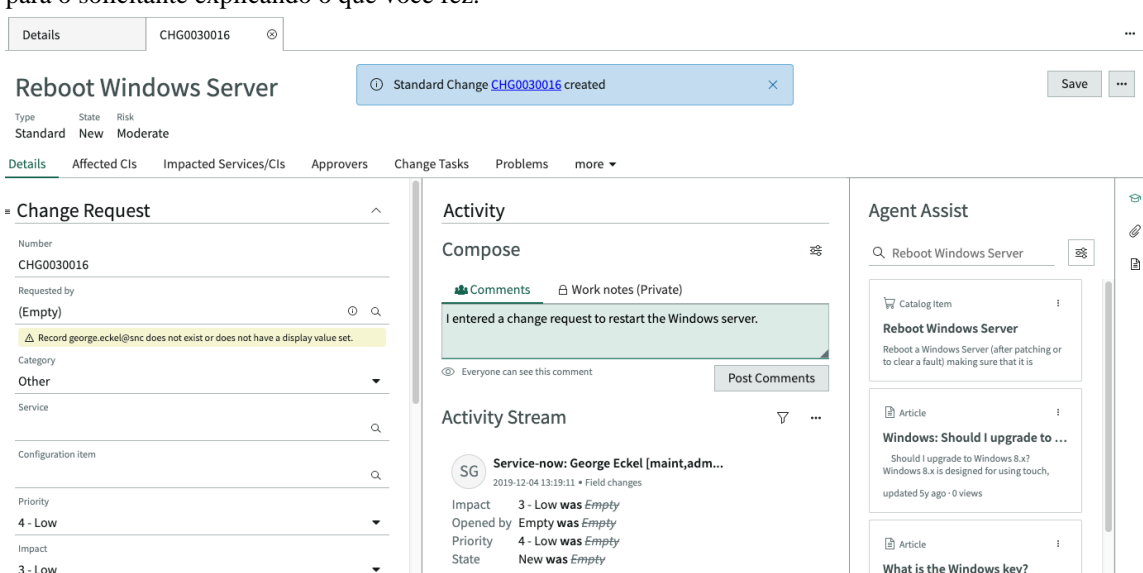 para o solicitante explicando o que você fez.
Details
CHG0030016
Reboot Windows Server
Standard Change CHG0030016 created
Save
Type State Risk
Standard New Moderate
Details Affected CIs Impacted Services/CIs Approvers Change Tasks Problems more
Change Request
Number
CHG0030016
Requested by
(Empty)
Record george.eckel@snc does not exist or does not have a display value set.
Category
Other
Service
Configuration item
Priority
4 - Low
Impact
3 - Low
Activity
Compose
Comments Work notes (Private)
I entered a change request to restart the Windows server.
Everyone can see this comment
Post Comments
Activity Stream
SG
Service-now: George Eckel [maint,adm...
2019-12-04 13:19:11 • Field changes
Impact 3 - Low was Empty
Opened by Empty was Empty
Priority 4 - Low was Empty
State New was Empty
Agent Assist
Reboot Windows Server
Catalog Item
Reboot Windows Server
Reboot a Windows Server (after patching or
to clear a fault) making sure that it is
Article
Windows: Should I upgrade to ...
Should I upgrade to Windows 8.x?
Windows 8.x is designed for using touch,
updated 5y ago · 0 views
Article
What is the Windows key?